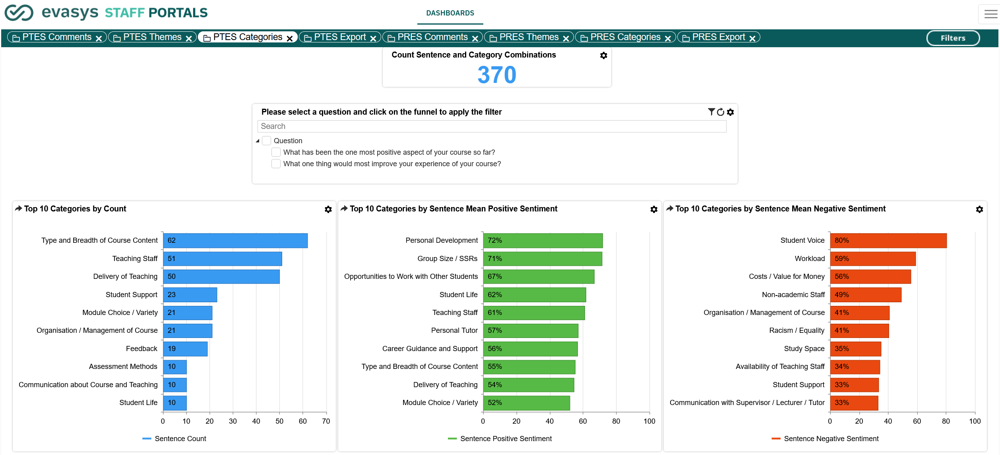 evasys STAFF PORTALS
DASHBOARDS
PTES Comments
PTES Themes
PTES Categories
PTES Export
PRES Comments
PRES Themes
PRES Categories
PRES Export
Filters
Count Sentence and Category Combinations
370
Please select a question and click on the funnel to apply the filter
Search
Question
What has been the one most positive aspect of your course so far?
What one thing would most improve your experience of your course?
Top 10 Categories by Count
Type and Breadth of Course Content 62
Teaching Staff 51
Delivery of Teaching 50
Student Support 23
Module Choice / Variety 21
Organisation / Management of Course 21
Feedback 19
Assessment Methods 10
Communication about Course and Teaching 10
Student Life 10
0 10 20 30 40 50 60 70
Sentence Count
Top 10 Categories by Sentence Mean Positive Sentiment
Personal Development 72%
Group Size / SSRs 71%
Opportunities to Work with Other Students 67%
Student Life 62%
Teaching Staff 61%
Personal Tutor 57%
Career Guidance and Support 56%
Type and Breadth of Course Content 55%
Delivery of Teaching 54%
Module Choice / Variety 52%
0 20 40 60 80 100
Sentence Positive Sentiment
Top 10 Categories by Sentence Mean Negative Sentiment
Student Voice 80%
Workload 59%
Costs / Value for Money 56%
Non-academic Staff 49%
Organisation / Management of Course 41%
Racism / Equality 41%
Study Space 35%
Availability of Teaching Staff 34%
Student Support 33%
Communication with Supervisor / Lecturer / Tutor 33%
0 20 40 60 80 100
Sentence Negative Sentiment